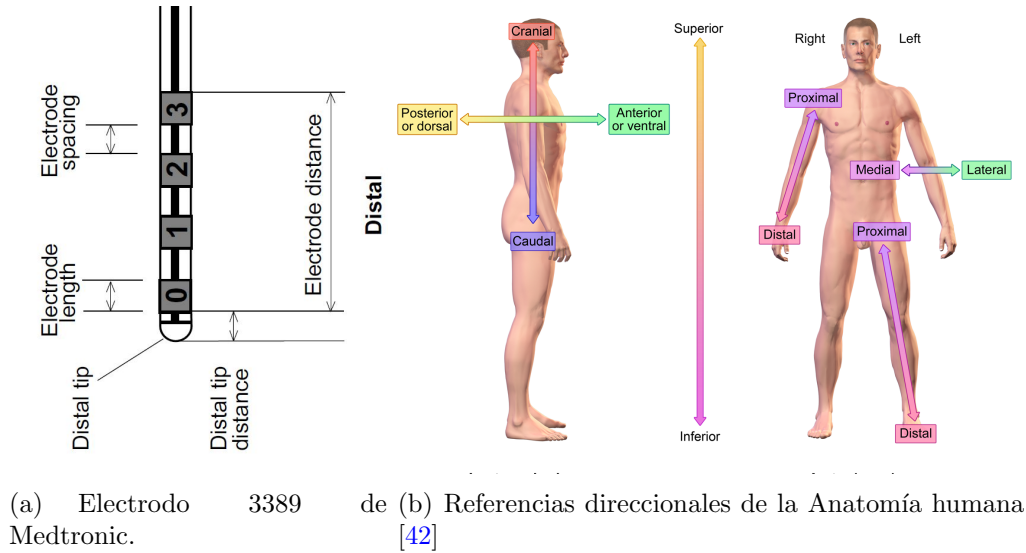 Electrode
spacing
Electrode
length
3
2
1
0
Electrode distance
Distal
Distal tip
Distal tip
distance
Cranial
Posterior
or dorsal
Anterior
or ventral
Caudal
Superior
Inferior
Right
Left
Proximal
Medial
Lateral
Distal
Proximal
Distal
(a) Electrodo 3389 de
Medtronic.
(b) Referencias direccionales de la Anatomía humana
[42]